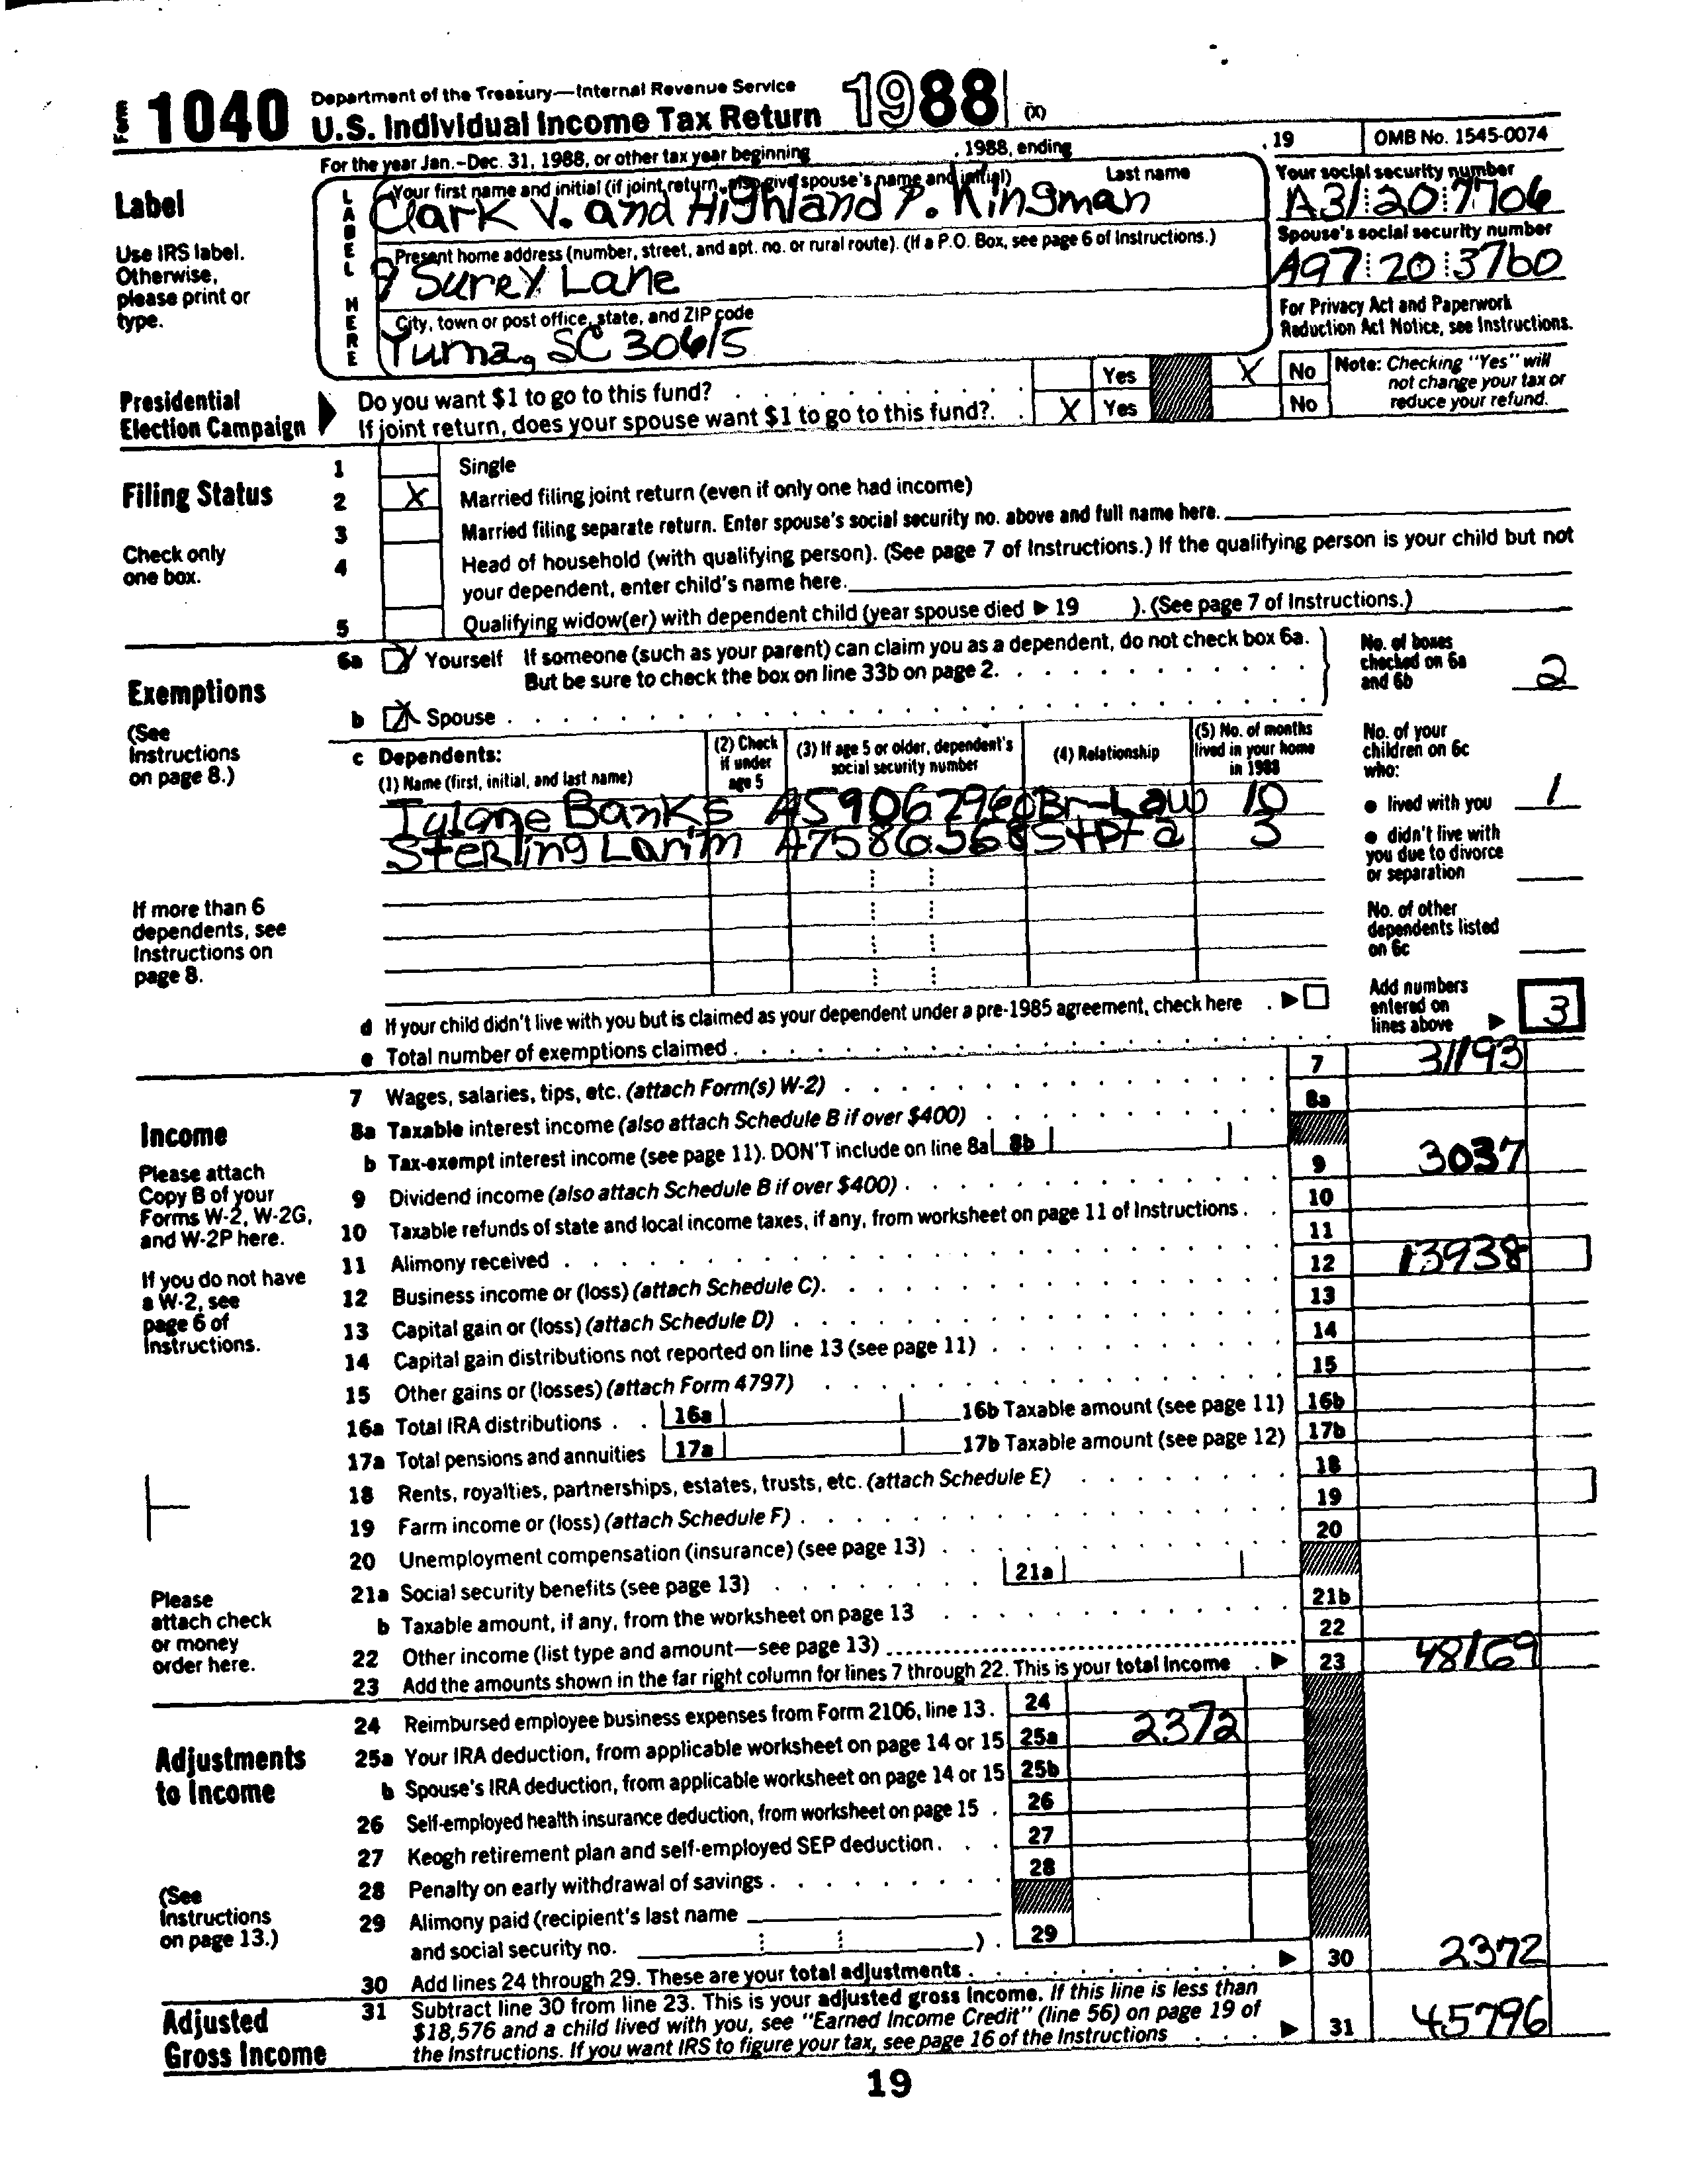 Form 1040 Department of the Treasury—Internal Revenue Service
U.S. Individual Income Tax Return 1988 (X)
For the year Jan.-Dec. 31, 1988, or other tax year beginning , 1988, ending , 19 OMB No. 1545-0074
Label
Use IRS label. Otherwise, please print or type.
LABEL HERE
Your first name and initial (if joint return, also give spouse's name and initial) Last name
Clark V. and Highland P. Kingman
Your social security number
A31 20 7706
Present home address (number, street, and apt. no. or rural route). (If a P.O. Box, see page 6 of Instructions.)
7 Surey Lane
Spouse's social security number
A97 20 3760
City, town or post office, state, and ZIP code
Yuma, SC 30615
For Privacy Act and Paperwork Reduction Act Notice, see Instructions.
Presidential Election Campaign
Do you want $1 to go to this fund? Yes X No
If joint return, does your spouse want $1 to go to this fund? X Yes No
Note: Checking "Yes" will not change your tax or reduce your refund.
Filing Status
Check only one box.
1 Single
2 X Married filing joint return (even if only one had income)
3 Married filing separate return. Enter spouse's social security no. above and full name here.
4 Head of household (with qualifying person). (See page 7 of Instructions.) If the qualifying person is your child but not
your dependent, enter child's name here.
5 Qualifying widow(er) with dependent child (year spouse died ▶ 19 ). (See page 7 of Instructions.)
Exemptions
(See Instructions on page 8.)
6a X Yourself If someone (such as your parent) can claim you as a dependent, do not check box 6a.
But be sure to check the box on line 33b on page 2.
b X Spouse
No. of boxes checked on 6a and 6b 2
c Dependents:
(1) Name (first, initial, and last name)
(2) Check if under age 5
(3) If age 5 or older, dependent's social security number
(4) Relationship
(5) No. of months lived in your home in 1988
Tulane Banks A59067960 Br-Law 10
Sterling Larim A7586568 Stpfa 3
No. of your children on 6c who:
● lived with you 1
● didn't live with you due to divorce or separation
No. of other dependents listed on 6c
If more than 6 dependents, see Instructions on page 8.
d If your child didn't live with you but is claimed as your dependent under a pre-1985 agreement, check here ▶
e Total number of exemptions claimed
Add numbers entered on lines above ▶ 3
Income
Please attach Copy B of your Forms W-2, W-2G, and W-2P here.
If you do not have a W-2, see page 6 of Instructions.
Please attach check or money order here.
7 Wages, salaries, tips, etc. (attach Form(s) W-2) 7 31193
8a Taxable interest income (also attach Schedule B if over $400) 8a
b Tax-exempt interest income (see page 11). DON'T include on line 8a 8b
9 Dividend income (also attach Schedule B if over $400) 9 3037
10 Taxable refunds of state and local income taxes, if any, from worksheet on page 11 of Instructions 10
11 Alimony received 11
12 Business income or (loss) (attach Schedule C) 12 13938
13 Capital gain or (loss) (attach Schedule D) 13
14 Capital gain distributions not reported on line 13 (see page 11) 14
15 Other gains or (losses) (attach Form 4797) 15
16a Total IRA distributions 16a 16b Taxable amount (see page 11) 16b
17a Total pensions and annuities 17a 17b Taxable amount (see page 12) 17b
18 Rents, royalties, partnerships, estates, trusts, etc. (attach Schedule E) 18
19 Farm income or (loss) (attach Schedule F) 19
20 Unemployment compensation (insurance) (see page 13) 20
21a Social security benefits (see page 13) 21a
b Taxable amount, if any, from the worksheet on page 13 21b
22 Other income (list type and amount—see page 13) 22
23 Add the amounts shown in the far right column for lines 7 through 22. This is your total income ▶ 23 48169
Adjustments to Income
(See Instructions on page 13.)
24 Reimbursed employee business expenses from Form 2106, line 13. 24
25a Your IRA deduction, from applicable worksheet on page 14 or 15 25a 2372
b Spouse's IRA deduction, from applicable worksheet on page 14 or 15 25b
26 Self-employed health insurance deduction, from worksheet on page 15 26
27 Keogh retirement plan and self-employed SEP deduction 27
28 Penalty on early withdrawal of savings 28
29 Alimony paid (recipient's last name
and social security no. ) 29
30 Add lines 24 through 29. These are your total adjustments ▶ 30 2372
Adjusted Gross Income
31 Subtract line 30 from line 23. This is your adjusted gross income. If this line is less than
$18,576 and a child lived with you, see "Earned Income Credit" (line 56) on page 19 of
the Instructions. If you want IRS to figure your tax, see page 16 of the Instructions ▶ 31 45796
19